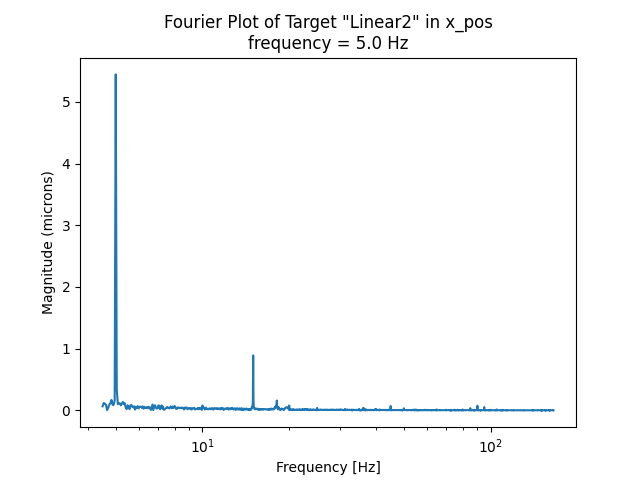 Fourier Plot of Target "Linear2" in x_pos
frequency = 5.0 Hz
5
4
3
2
1
0
Magnitude (microns)
10¹
10²
Frequency [Hz]